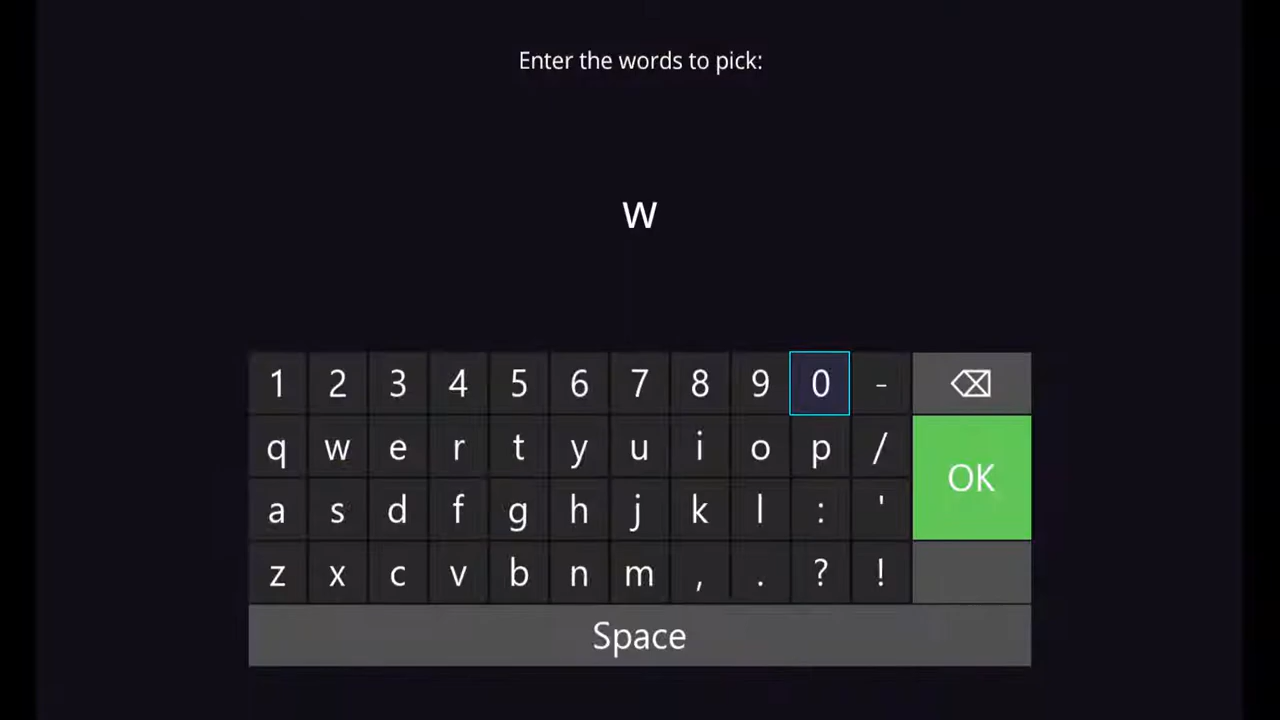 Enter the words to pick:
w
1 2 3 4 5 6 7 8 9 0 -
q w e r t y u i o p /
OK
a s d f g h j k l : '
z x c v b n m , . ? !
Space